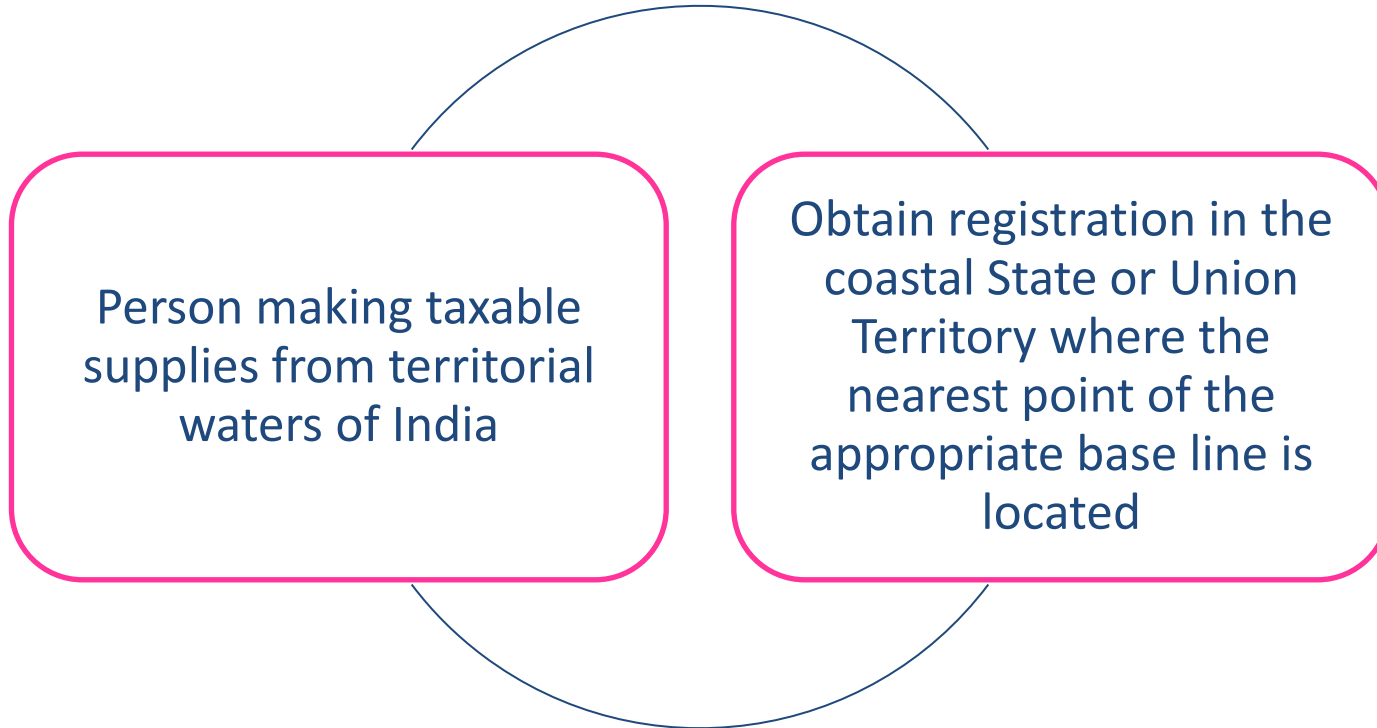 Person making taxable
supplies from territorial
waters of India
Obtain registration in the
coastal State or Union
Territory where the
nearest point of the
appropriate base line is
located